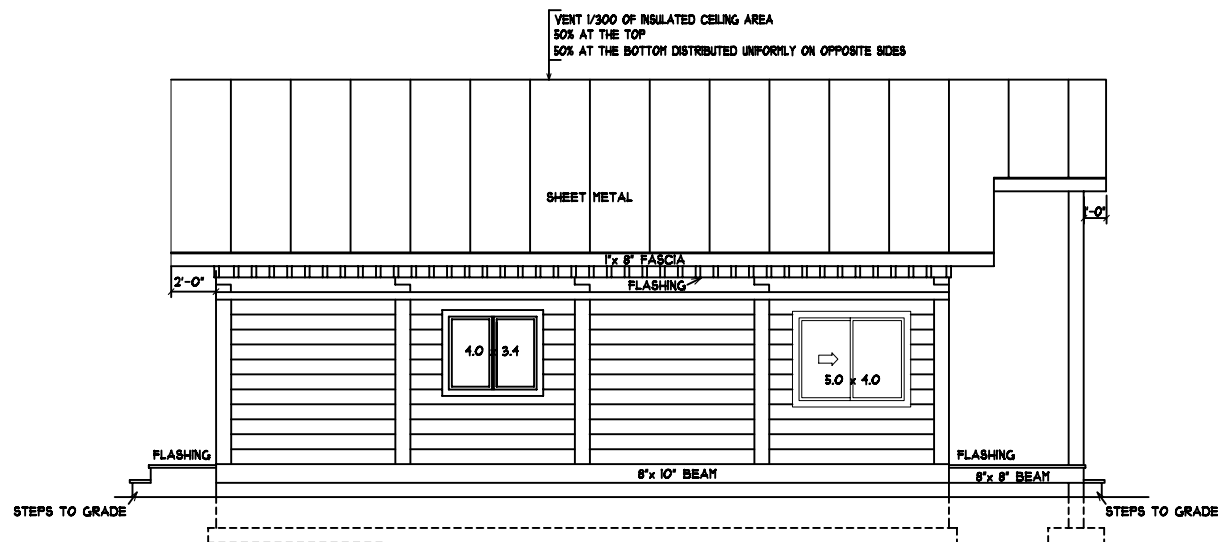 VENT 1/300 OF INSULATED CEILING AREA
50% AT THE TOP
50% AT THE BOTTOM DISTRIBUTED UNIFORMLY ON OPPOSITE SIDES
SHEET METAL
1'-0"
1"x 8" FASCIA
2'-0"
FLASHING
4.0 x 3.4
5.0 x 4.0
FLASHING
FLASHING
8"x 10" BEAM
8"x 8" BEAM
STEPS TO GRADE
STEPS TO GRADE